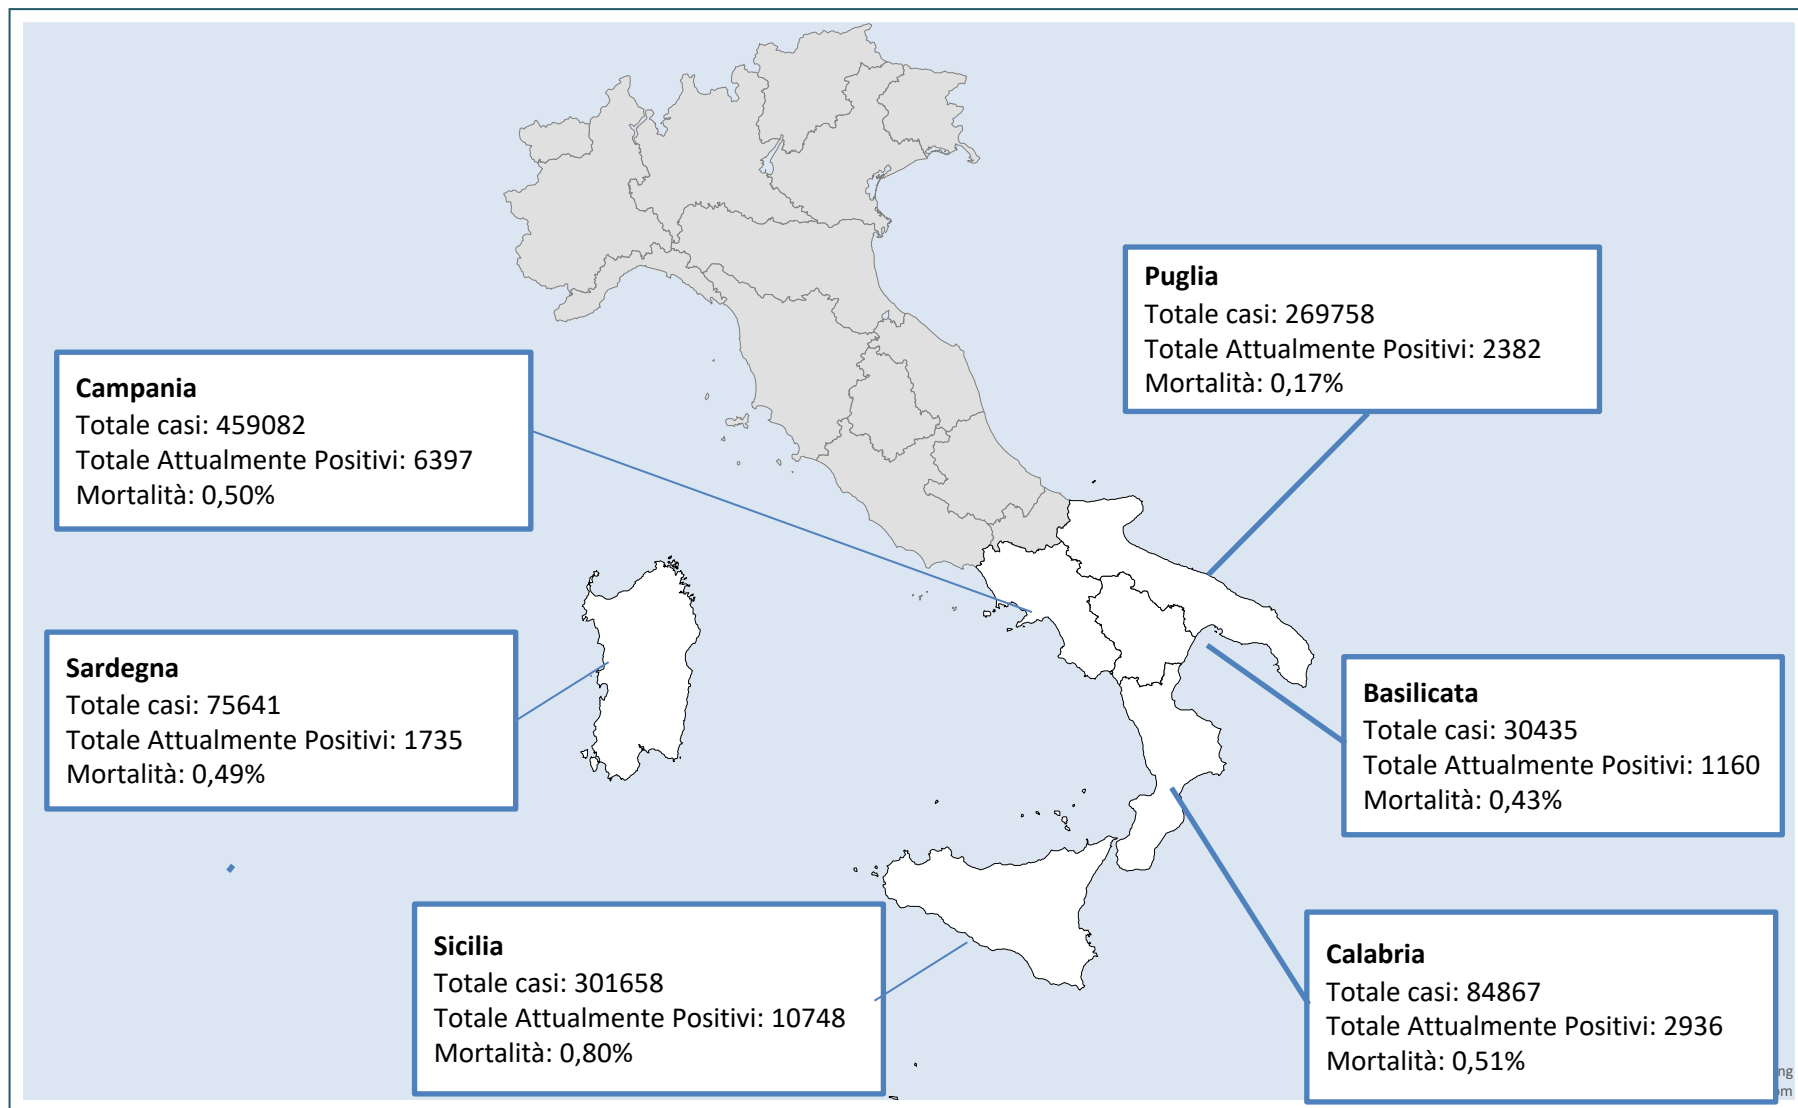 Puglia
Totale casi: 269758
Totale Attualmente Positivi: 2382
Mortalità: 0,17%
Campania
Totale casi: 459082
Totale Attualmente Positivi: 6397
Mortalità: 0,50%
Sardegna
Totale casi: 75641
Totale Attualmente Positivi: 1735
Mortalità: 0,49%
Basilicata
Totale casi: 30435
Totale Attualmente Positivi: 1160
Mortalità: 0,43%
Sicilia
Totale casi: 301658
Totale Attualmente Positivi: 10748
Mortalità: 0,80%
Calabria
Totale casi: 84867
Totale Attualmente Positivi: 2936
Mortalità: 0,51%